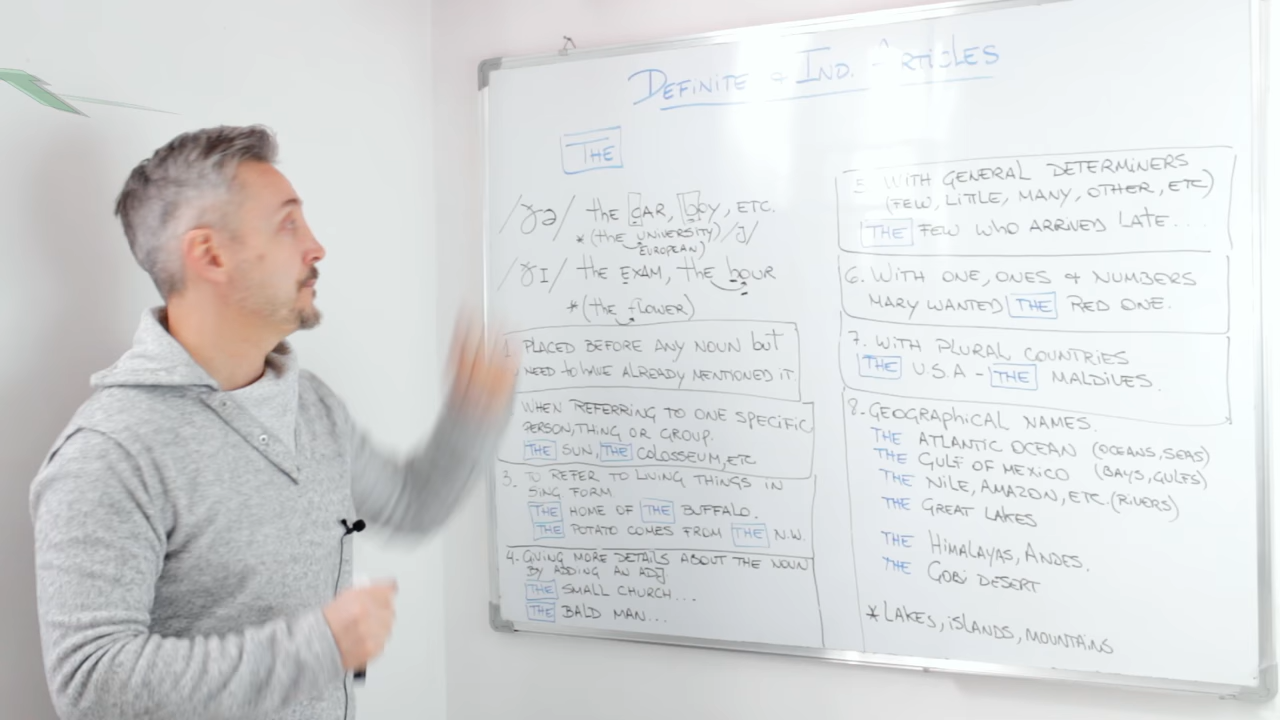 DEFINITE & IND. ARTICLES
THE
/ɣə/ the CAR, BOY, ETC.
*(the UNIVERSITY) /J/
EUROPEAN)
/ɣI/ the EXAM, the hOUR
*(the fLOWER)
1. PLACED BEFORE ANY NOUN but
NEED to HAVE ALREADY MENTIONED IT
WHEN REFERRING TO ONE SPECIFIC
PERSON, THING OR GROUP.
THE SUN, THE COLOSSEUM, ETC
3. TO REFER TO LIVING THINGS IN
SING FORM
THE HOME OF THE BUFFALO.
THE POTATO COMES FROM THE N.W.
4. GIVING MORE DETAILS ABOUT THE NOUN
BY ADDING AN ADJ
THE SMALL CHURCH...
THE BALD MAN...
5. WITH GENERAL DETERMINERS
(FEW, LITTLE, MANY, OTHER, ETC)
THE FEW WHO ARRIVED LATE...
6. WITH ONE, ONES & NUMBERS
MARY WANTED THE RED ONE.
7. WITH PLURAL COUNTRIES
THE U.S.A - THE MALDIVES.
8. GEOGRAPHICAL NAMES.
THE ATLANTIC OCEAN (OCEANS, SEAS)
THE GULF OF MEXICO (BAYS, GULFS)
THE NILE, AMAZON, ETC. (RIVERS)
THE GREAT LAKES
THE HIMALAYAS, ANDES.
THE GOBI DESERT
* LAKES, ISLANDS, MOUNTAINS